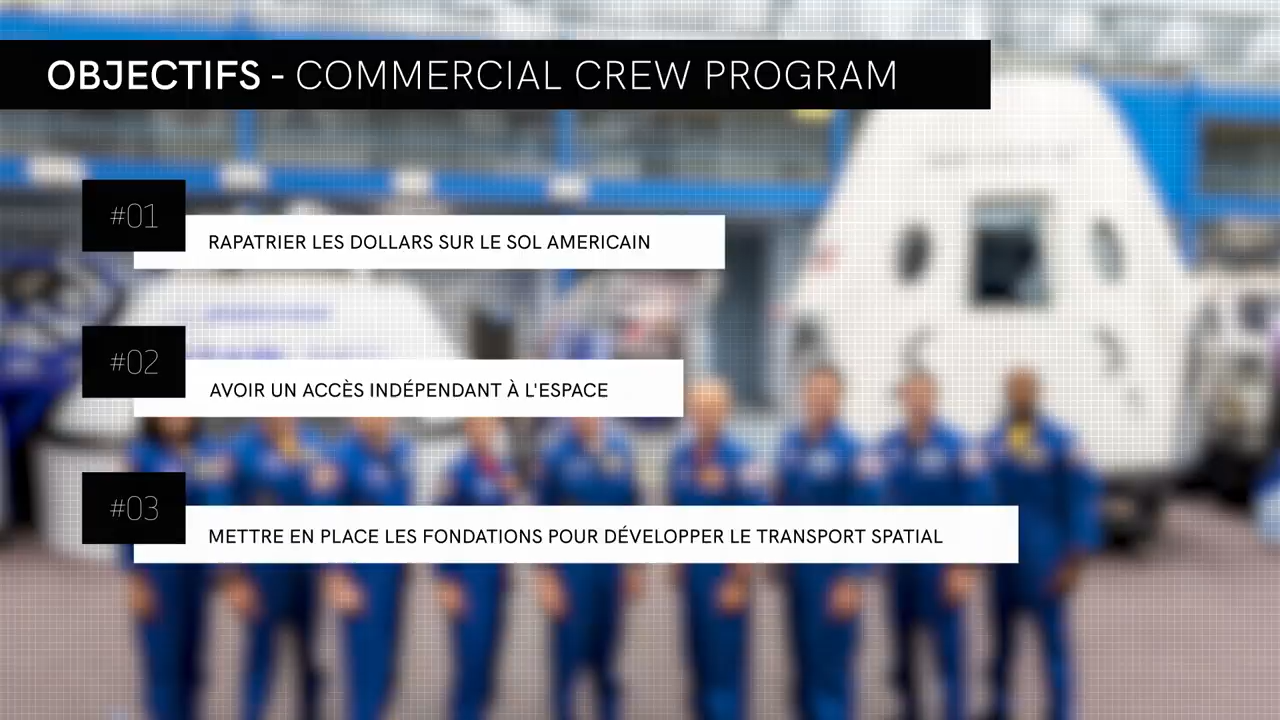 OBJECTIFS - COMMERCIAL CREW PROGRAM
#01
RAPATRIER LES DOLLARS SUR LE SOL AMERICAIN
#02
AVOIR UN ACCÈS INDÉPENDANT À L'ESPACE
#03
METTRE EN PLACE LES FONDATIONS POUR DÉVELOPPER LE TRANSPORT SPATIAL